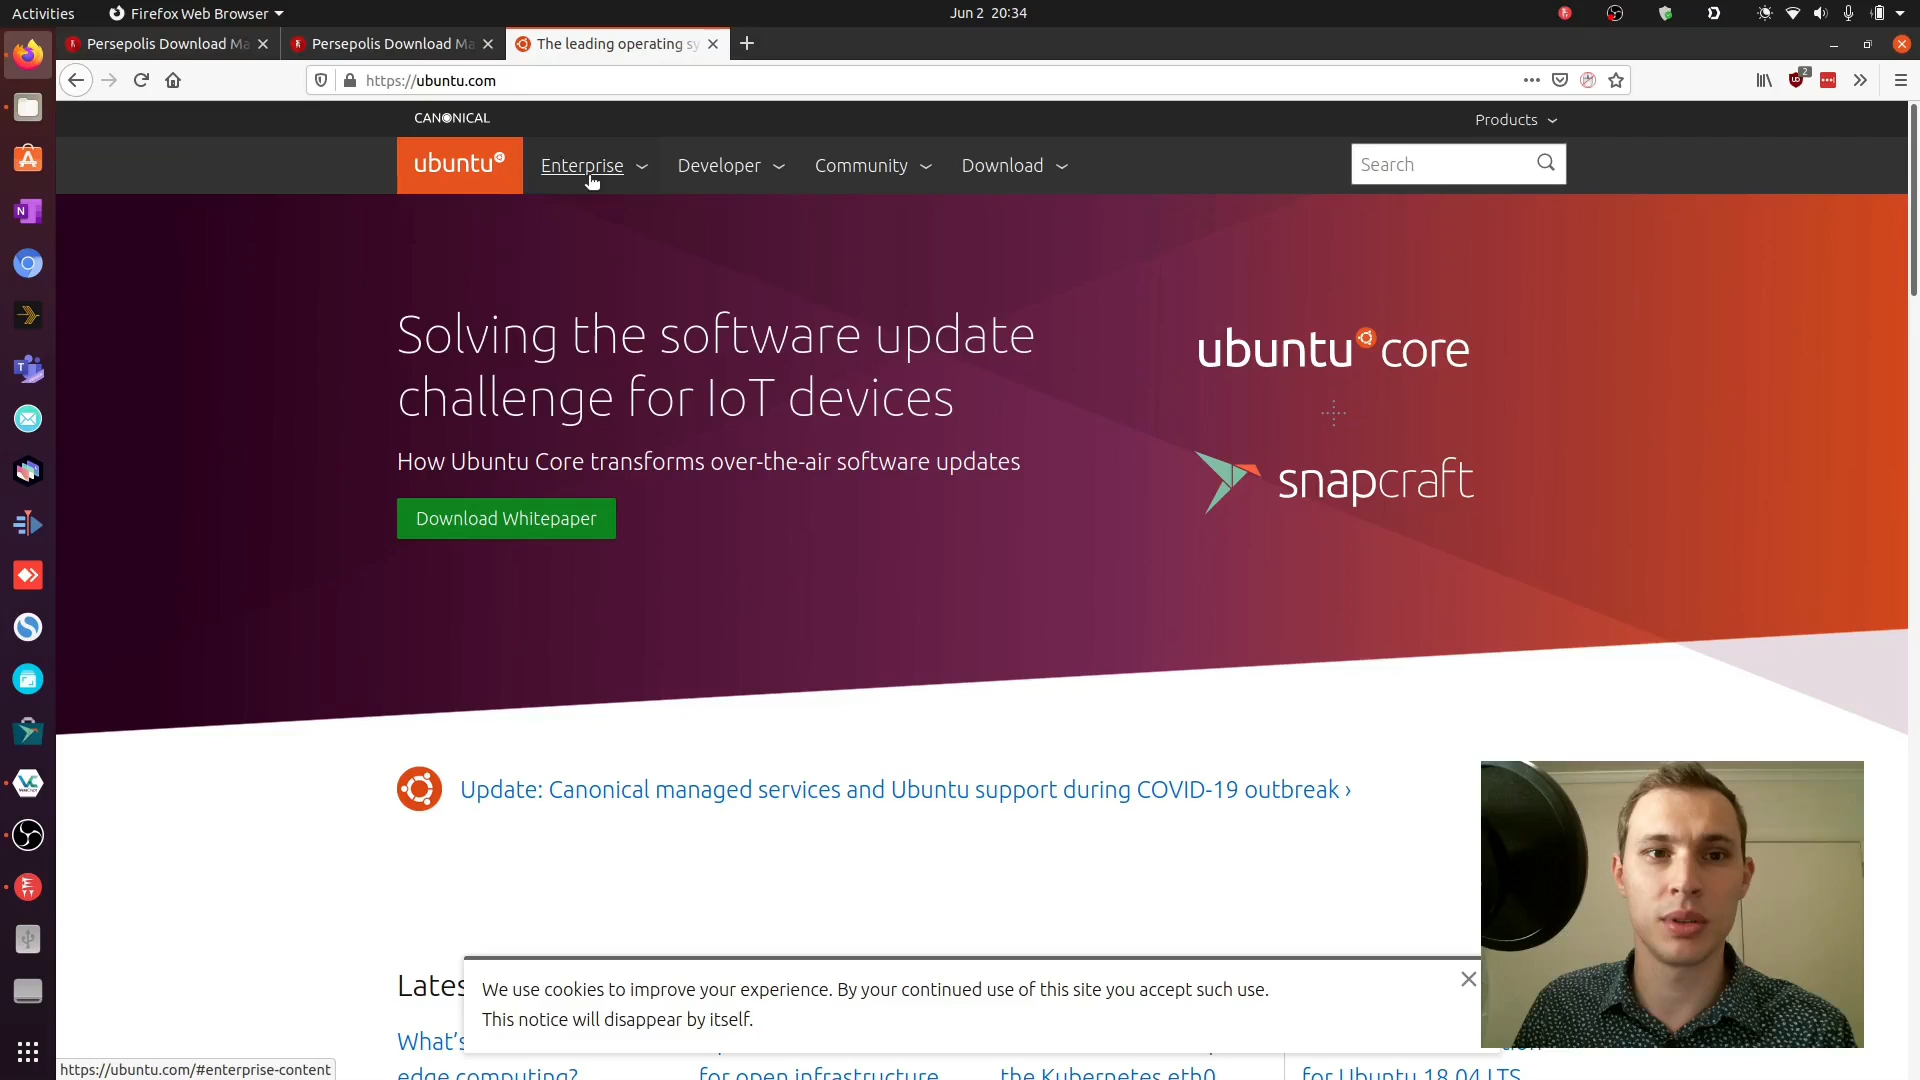 Activities
Firefox Web Browser
Jun 2 20:34
Persepolis Download Ma
Persepolis Download Ma
The leading operating sy
https://ubuntu.com
2
CANONICAL
Products
ubuntu
Enterprise
Developer
Community
Download
Search
Solving the software update
challenge for IoT devices
How Ubuntu Core transforms over-the-air software updates
Download Whitepaper
ubuntu core
snapcraft
Update: Canonical managed services and Ubuntu support during COVID-19 outbreak ›
Lates
We use cookies to improve your experience. By your continued use of this site you accept such use.
This notice will disappear by itself.
What's
edge computing?
for open infrastructure
the Kubernetes eth0
for Ubuntu 18.04 LTS
https://ubuntu.com/#enterprise-content